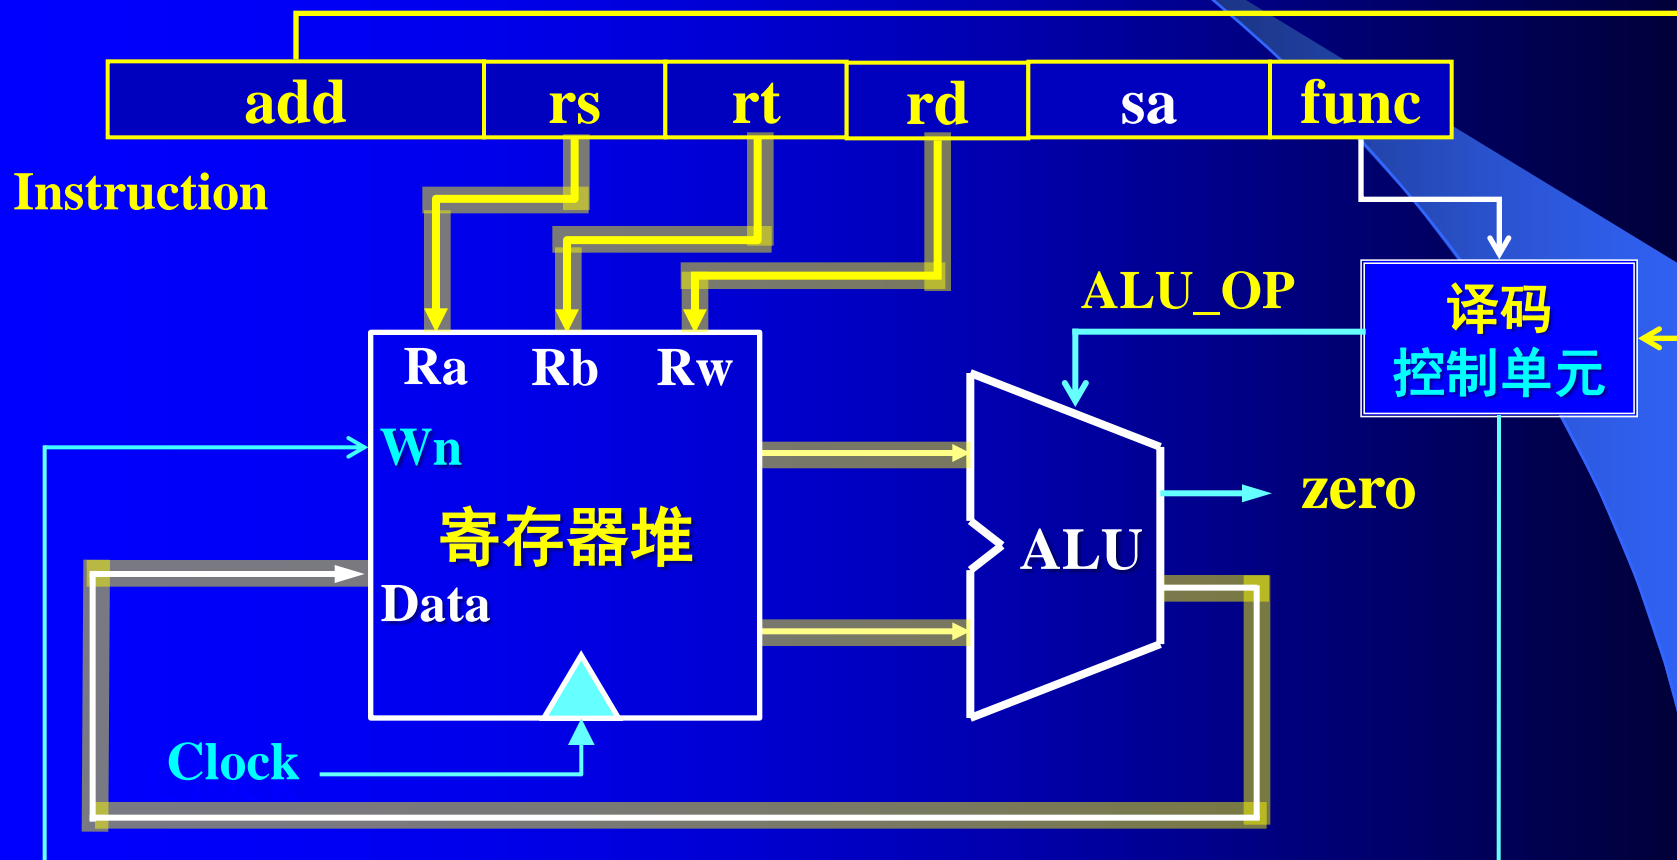 add rs rt rd sa func
Instruction
ALU_OP
译码
控制单元
Ra Rb Rw
Wn
zero
寄存器堆
ALU
Data
Clock